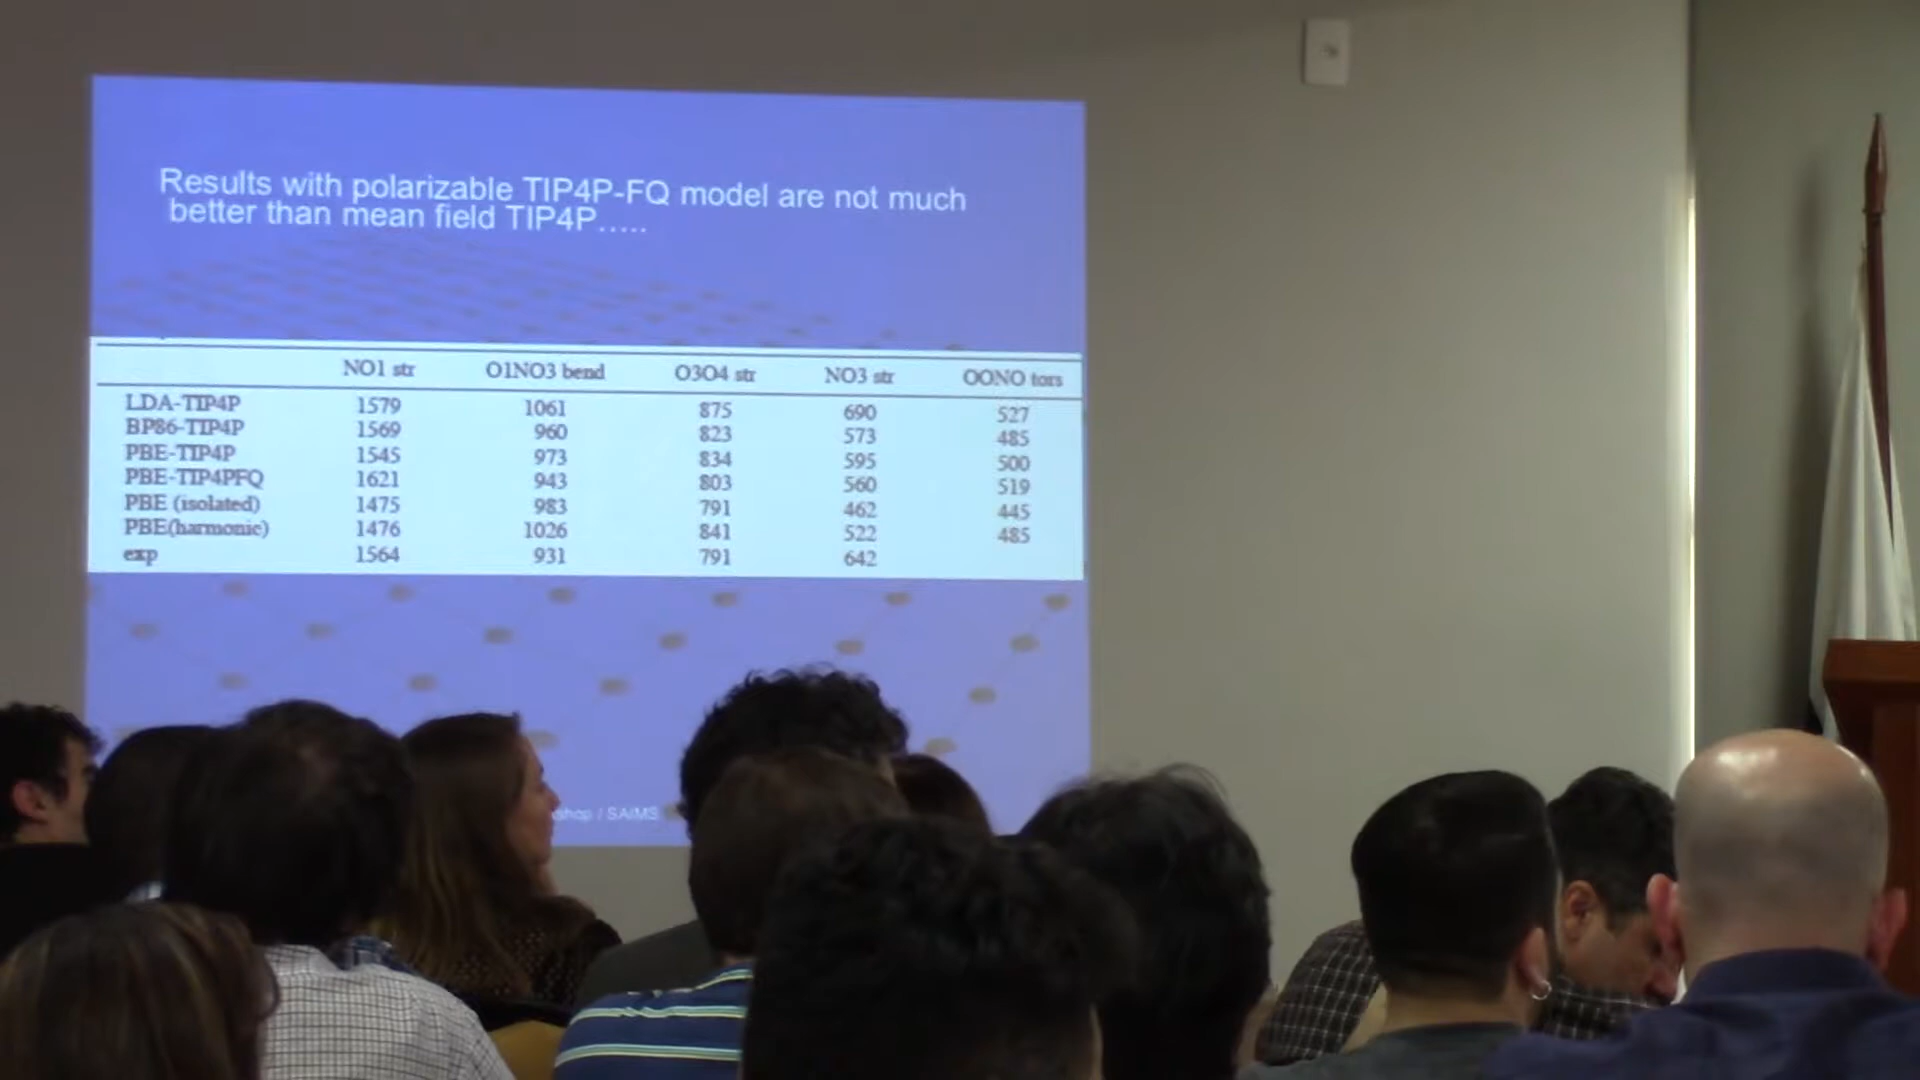 Results with polarizable TIP4P-FQ model are not much
better than mean field TIP4P.....
NO1 str O1NO3 bend O3O4 str NO3 str OONO tors
LDA-TIP4P 1579 1061 875 690 527
BP86-TIP4P 1569 960 823 573 485
PBE-TIP4P 1545 973 834 595 500
PBE-TIP4PFQ 1621 943 803 560 519
PBE (isolated) 1475 983 791 462 445
PBE(harmonic) 1476 1026 841 522 485
exp 1564 931 791 642
/ SAIMS